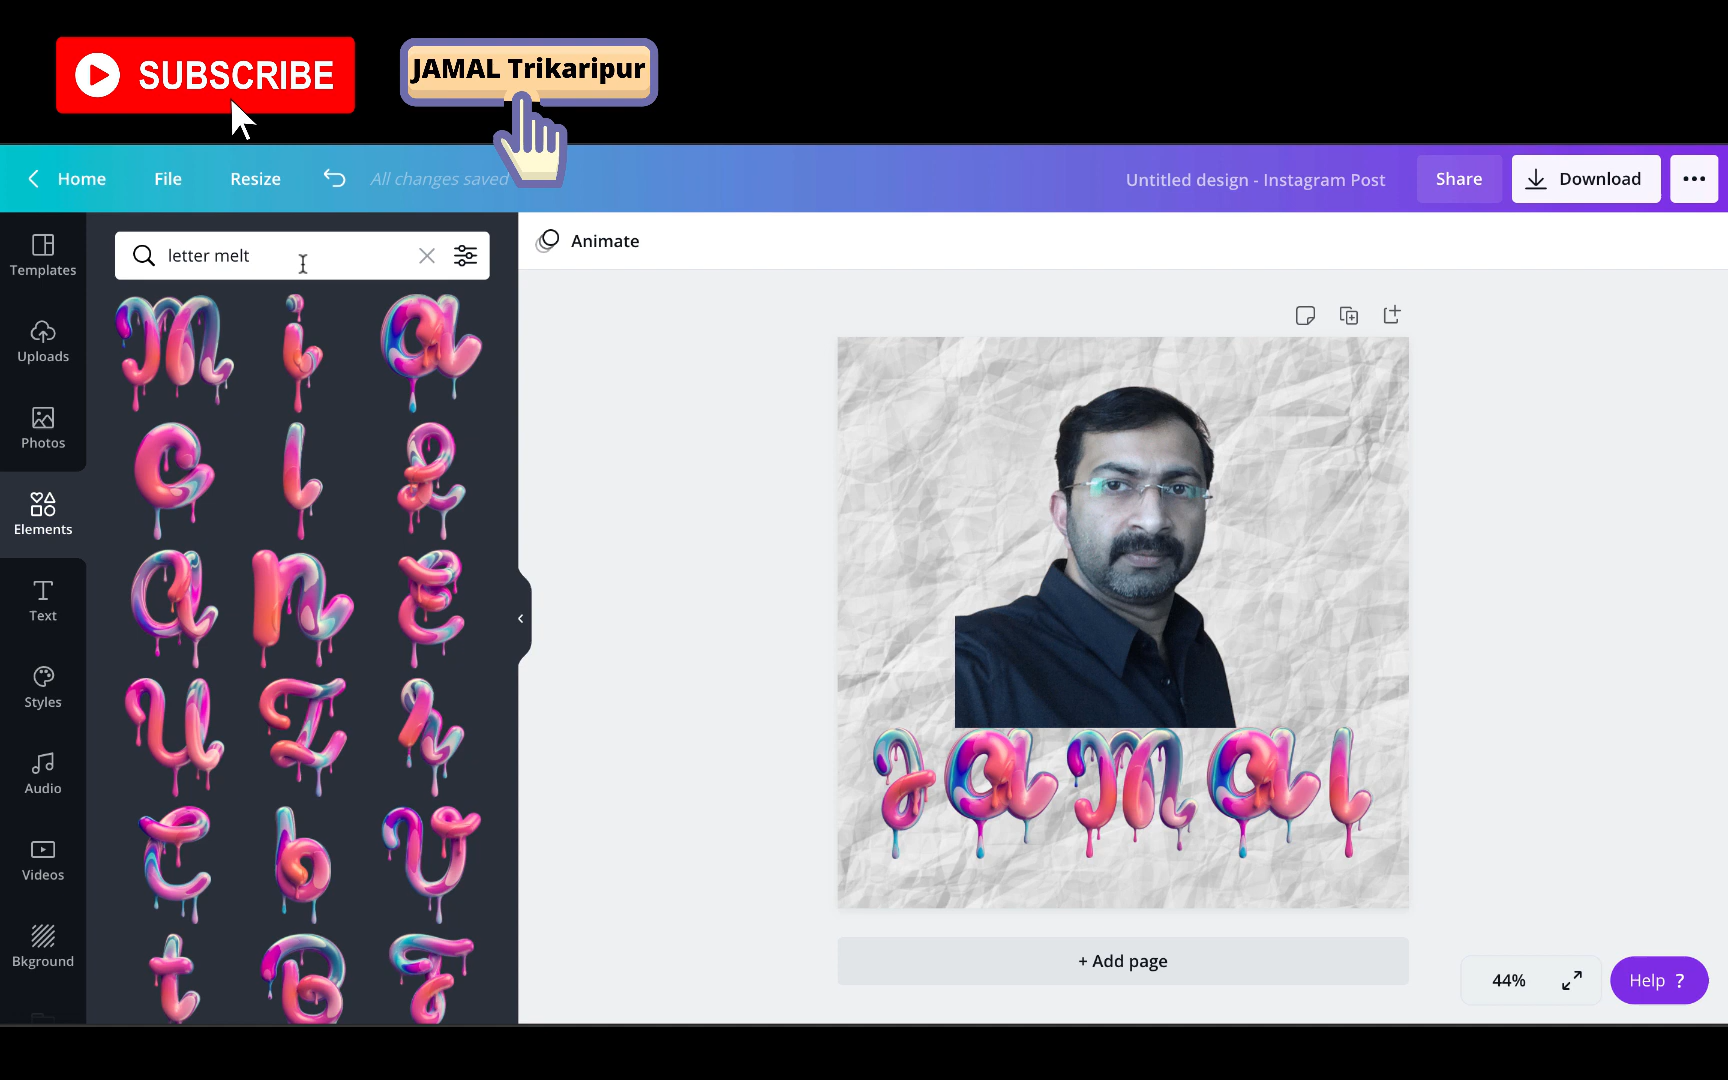 SUBSCRIBE
JAMAL Trikaripur
Home
File
Resize
All changes saved
Untitled design - Instagram Post
Share
Download
Templates
Uploads
Photos
Elements
Text
Styles
Audio
Videos
Bkground
letter melt
m i a
c i e
a n E
u I r
c b v
t B F
Animate
Jamal
+ Add page
44%
Help ?